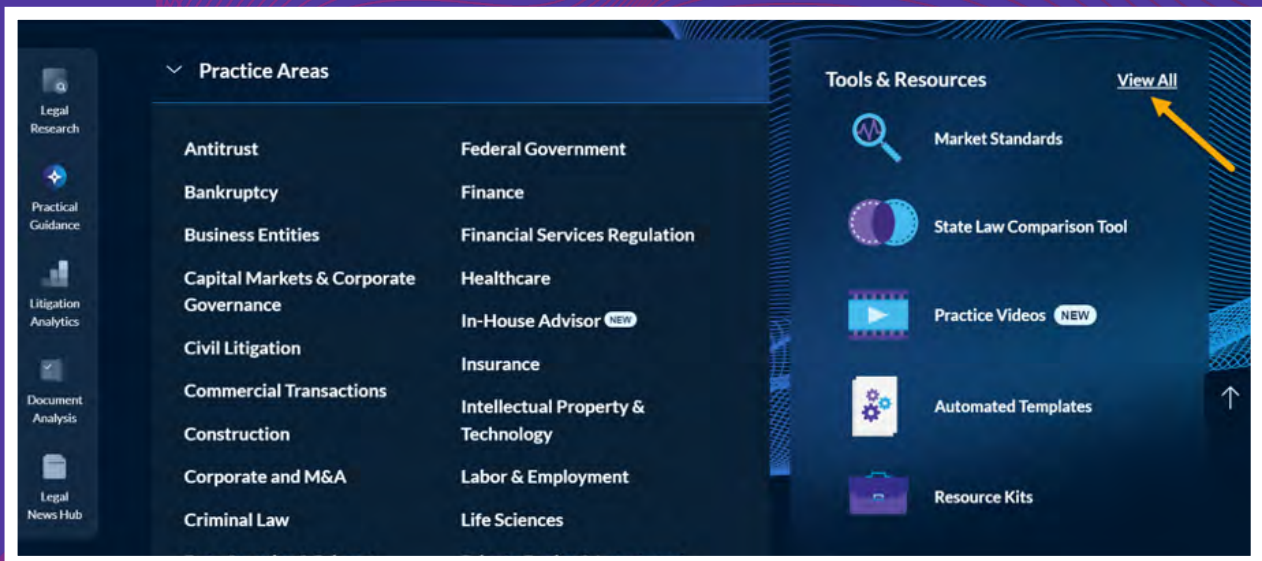 Legal
Research
Practical
Guidance
Litigation
Analytics
Document
Analysis
Legal
News Hub
Practice Areas
Antitrust
Bankruptcy
Business Entities
Capital Markets & Corporate
Governance
Civil Litigation
Commercial Transactions
Construction
Corporate and M&A
Criminal Law
Federal Government
Finance
Financial Services Regulation
Healthcare
In-House Advisor NEW
Insurance
Intellectual Property &
Technology
Labor & Employment
Life Sciences
Tools & Resources
View All
Market Standards
State Law Comparison Tool
Practice Videos NEW
Automated Templates
Resource Kits